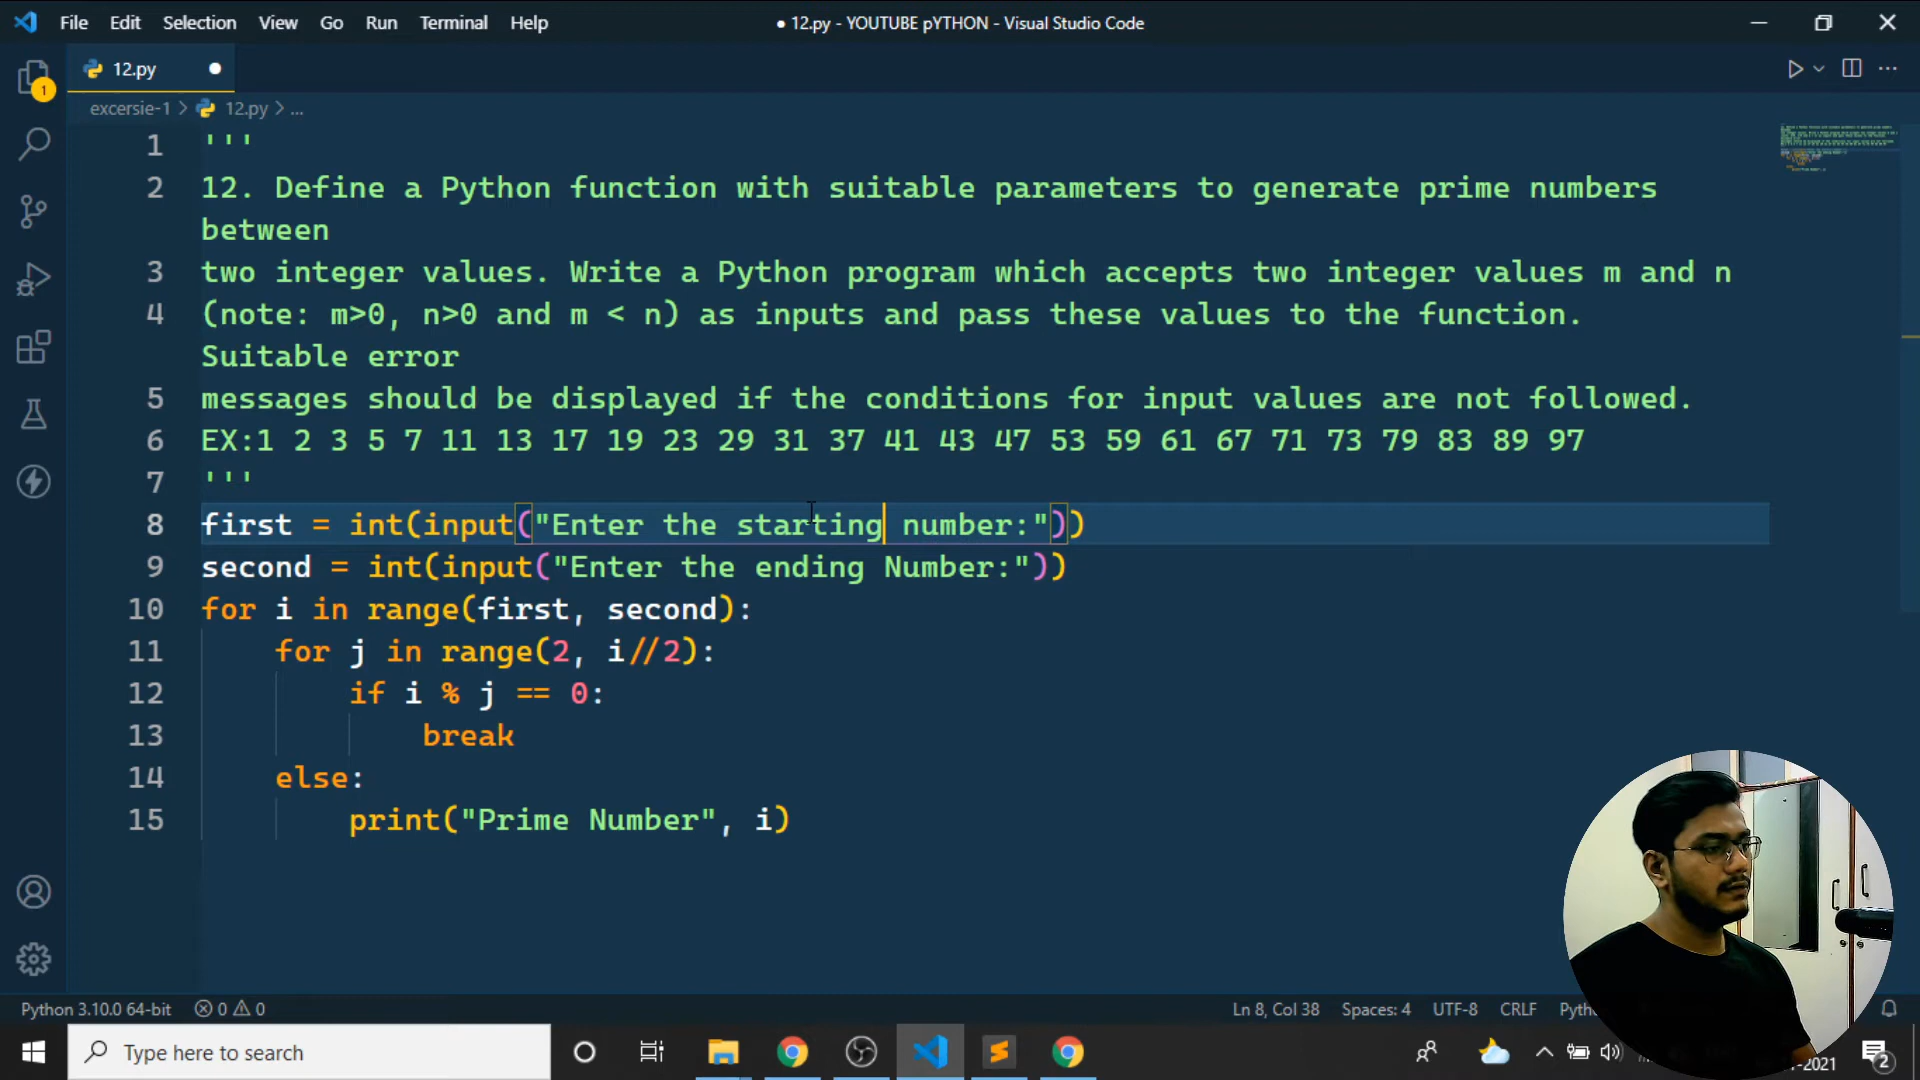 File Edit Selection View Go Run Terminal Help
● 12.py - YOUTUBE pYTHON - Visual Studio Code
12.py
1
excersie-1 > 12.py > ...
1 '''
2 12. Define a Python function with suitable parameters to generate prime numbers
between
3 two integer values. Write a Python program which accepts two integer values m and n
4 (note: m>0, n>0 and m < n) as inputs and pass these values to the function.
Suitable error
5 messages should be displayed if the conditions for input values are not followed.
6 EX:1 2 3 5 7 11 13 17 19 23 29 31 37 41 43 47 53 59 61 67 71 73 79 83 89 97
7 '''
8 first = int(input("Enter the starting number:"))
9 second = int(input("Enter the ending Number:"))
10 for i in range(first, second):
11 for j in range(2, i//2):
12 if i % j == 0:
13 break
14 else:
15 print("Prime Number", i)
Python 3.10.0 64-bit 0 0 Ln 8, Col 38 Spaces: 4 UTF-8 CRLF
Type here to search
2